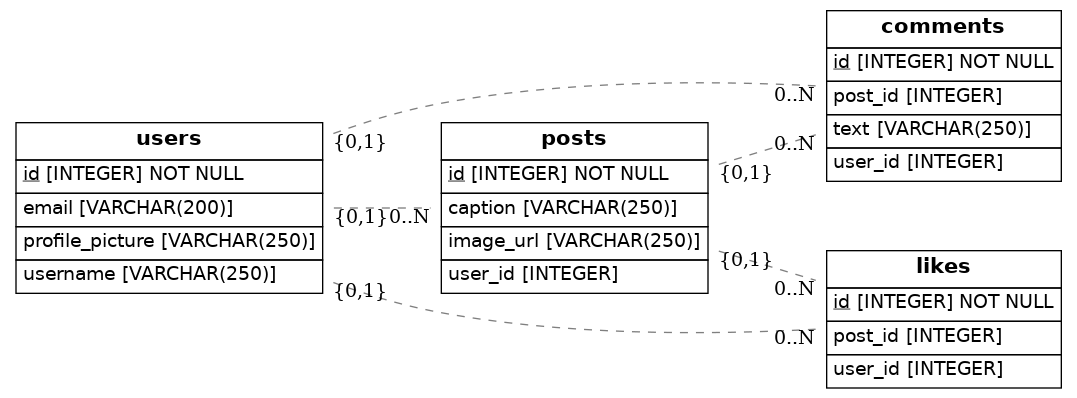 users
id [INTEGER] NOT NULL
email [VARCHAR(200)]
profile_picture [VARCHAR(250)]
username [VARCHAR(250)]
{0,1}
{0,1}
0..N
{0,1}
posts
id [INTEGER] NOT NULL
caption [VARCHAR(250)]
image_url [VARCHAR(250)]
user_id [INTEGER]
{0,1}
{0,1}
0..N
0..N
0..N
0..N
comments
id [INTEGER] NOT NULL
post_id [INTEGER]
text [VARCHAR(250)]
user_id [INTEGER]
likes
id [INTEGER] NOT NULL
post_id [INTEGER]
user_id [INTEGER]